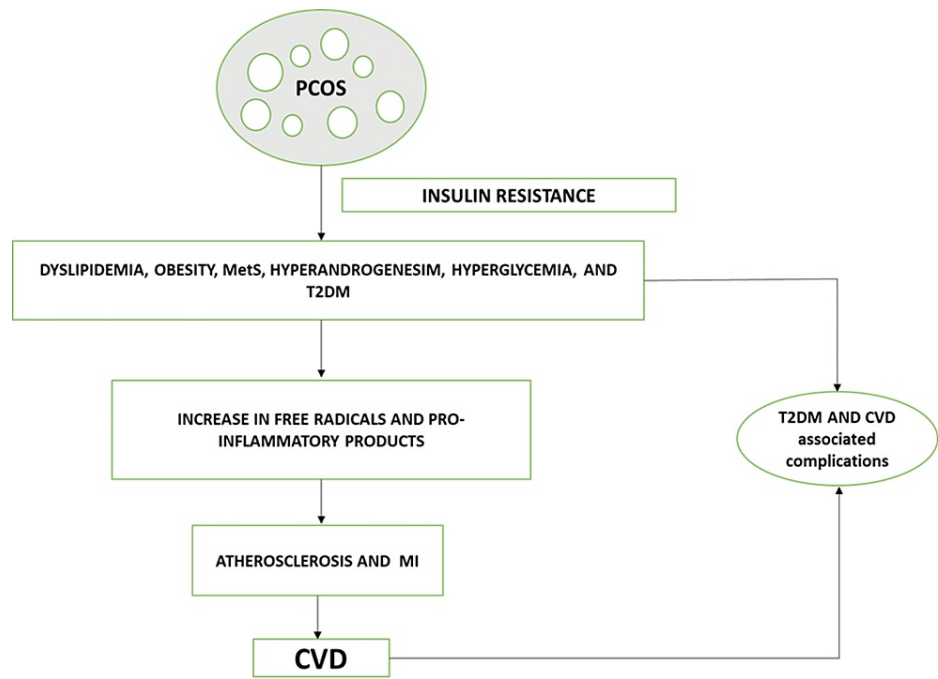 PCOS
INSULIN RESISTANCE
DYSLIPIDEMIA, OBESITY, MetS, HYPERANDROGENESIM, HYPERGLYCEMIA, AND
T2DM
INCREASE IN FREE RADICALS AND PRO-
INFLAMMATORY PRODUCTS
T2DM AND CVD
associated
complications
ATHEROSCLEROSIS AND MI
CVD